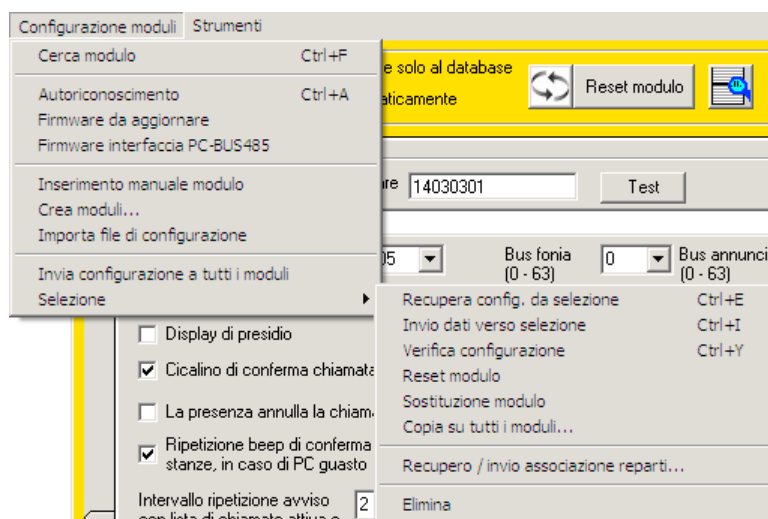 Configurazione moduli Strumenti
Cerca modulo Ctrl+F
Autoriconoscimento Ctrl+A
Firmware da aggiornare
Firmware interfaccia PC-BUS485
Inserimento manuale modulo
Crea moduli...
Importa file di configurazione
Invia configurazione a tutti i moduli
Selezione
e solo al database
aticamente
Reset modulo
14030301
Test
Bus fonia
(0 - 63)
0
Bus annunci
(0 - 63)
Recupera config. da selezione Ctrl+E
Invio dati verso selezione Ctrl+I
Verifica configurazione Ctrl+Y
Reset modulo
Sostituzione modulo
Copia su tutti i moduli...
Recupero / invio associazione reparti...
Elimina
Display di presidio
Cicalino di conferma chiamata
La presenza annulla la chiam
Ripetizione beep di conferma
stanze, in caso di PC guasto
Intervallo ripetizione avviso
2